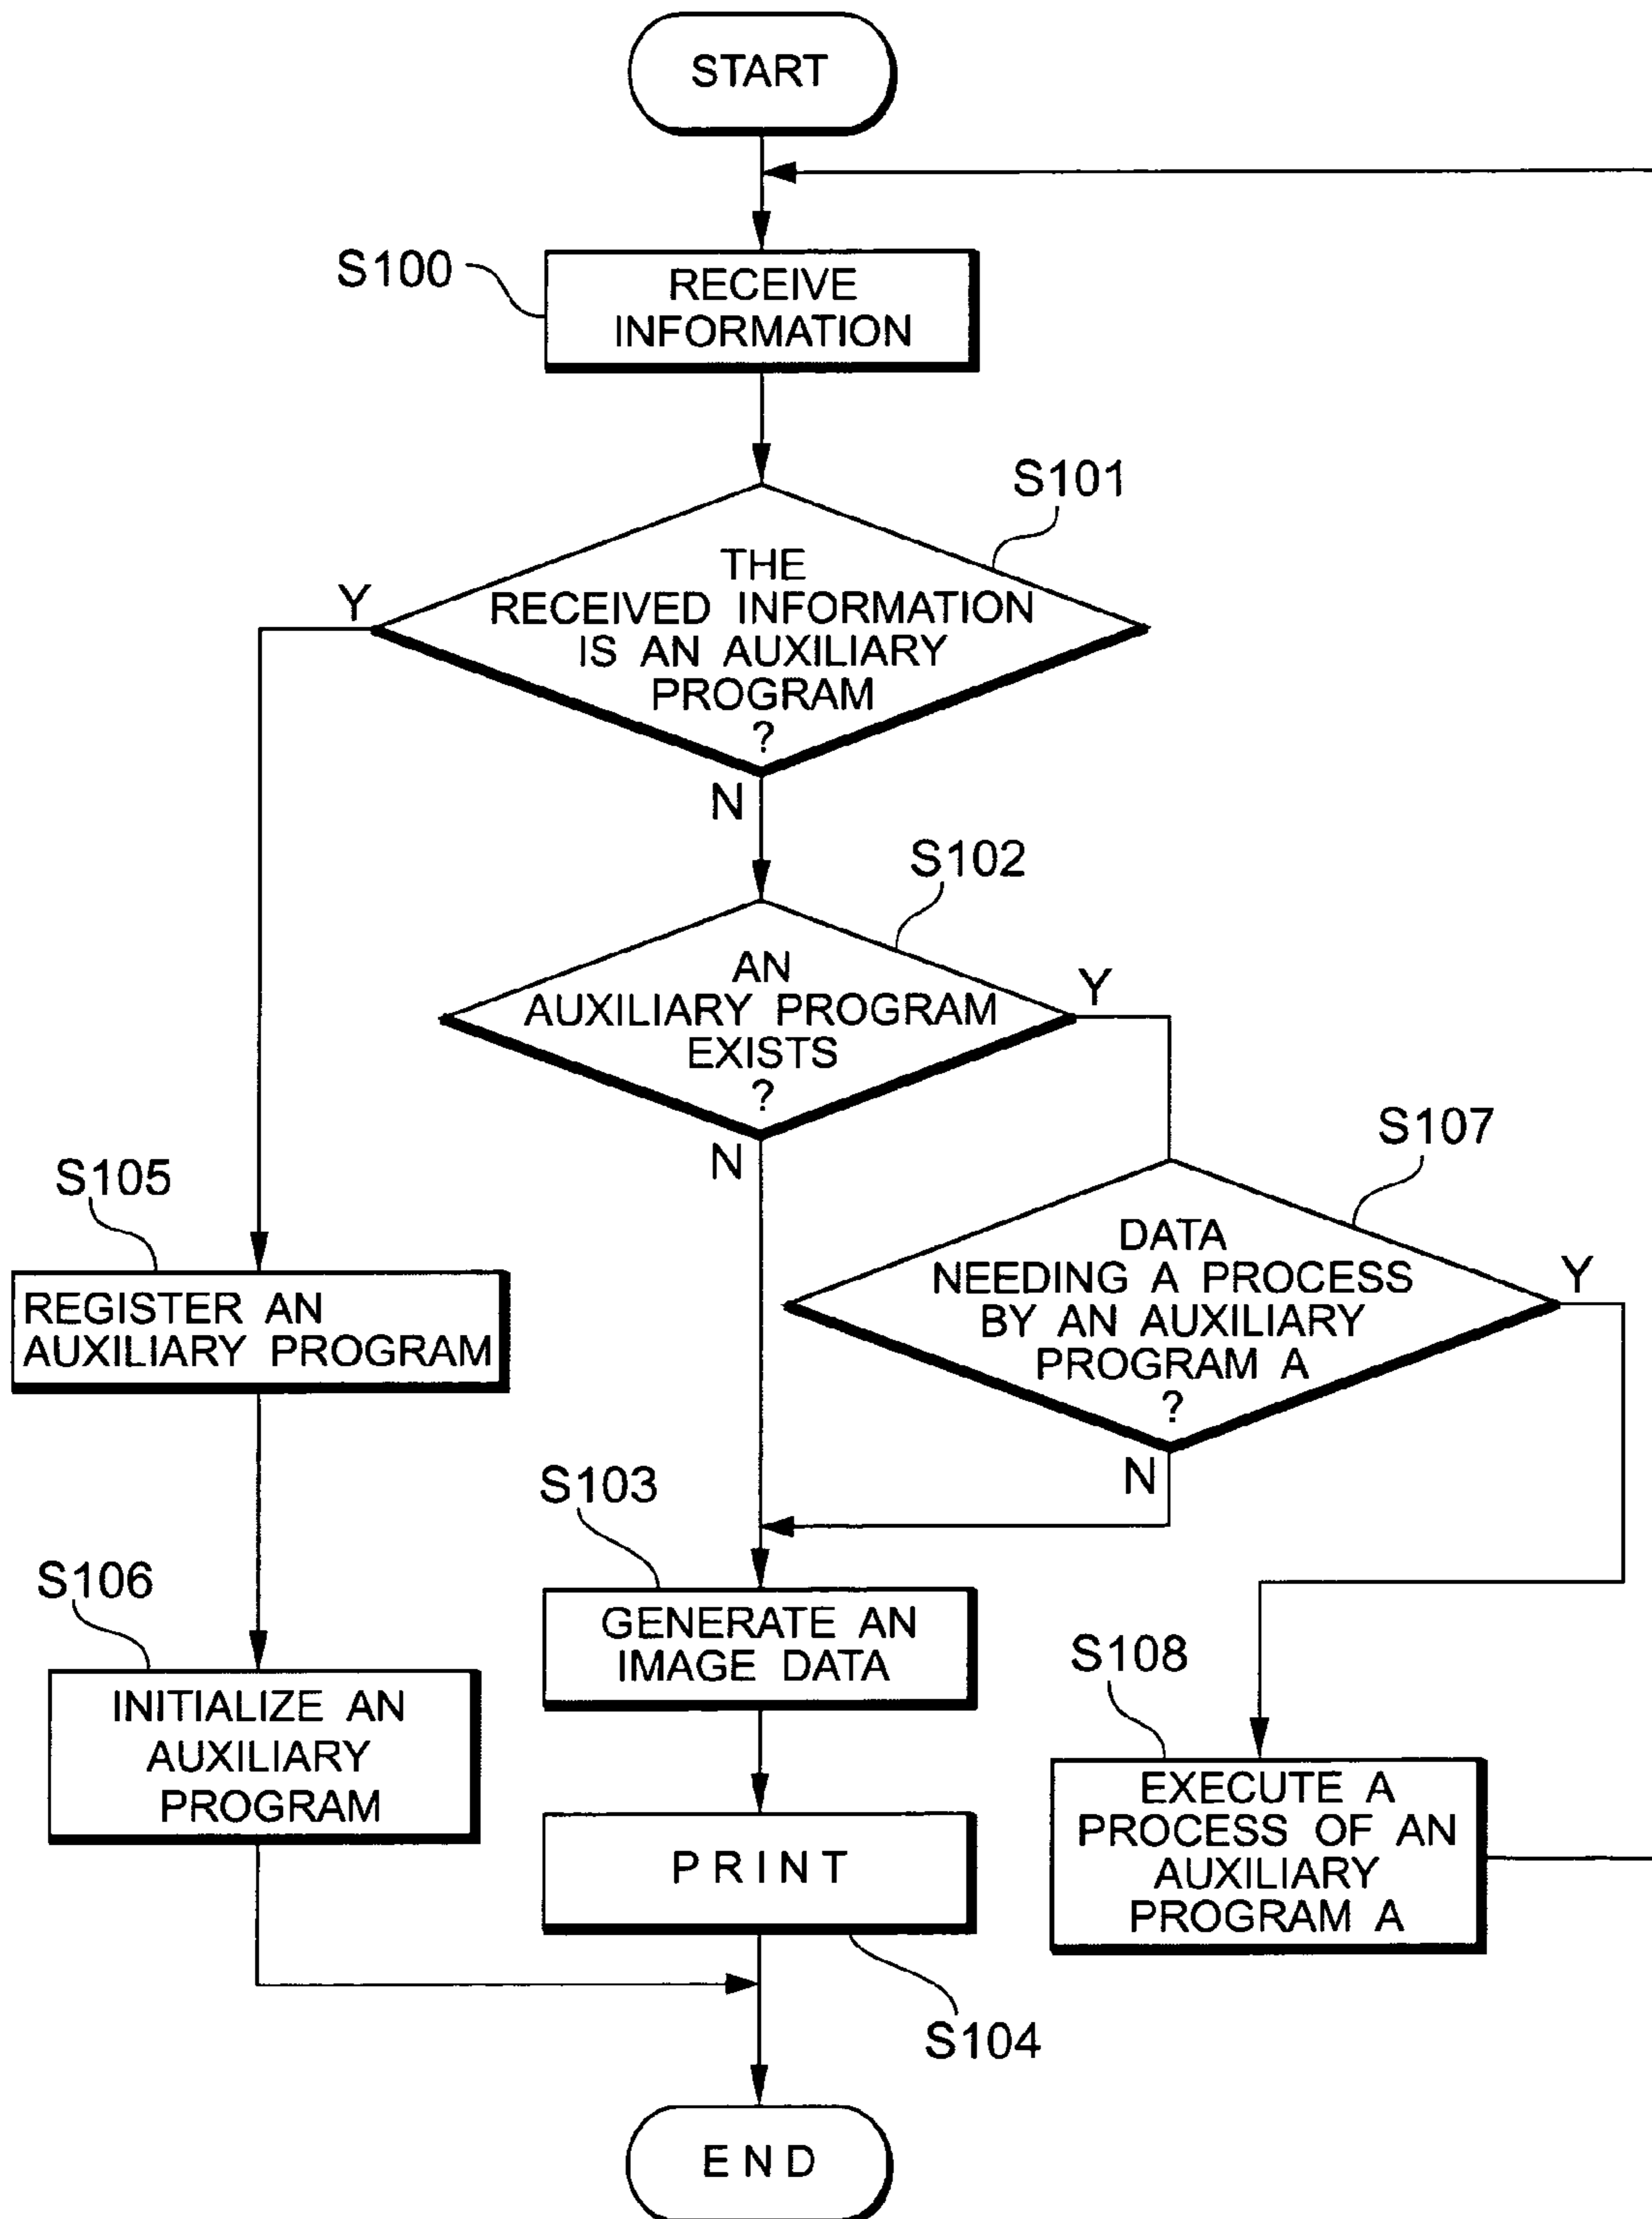 START
S100
RECEIVE
INFORMATION
S101
THE
RECEIVED INFORMATION
IS AN AUXILIARY
PROGRAM
?
Y
N
S102
AN
AUXILIARY PROGRAM
EXISTS
?
Y
N
S107
DATA
NEEDING A PROCESS
BY AN AUXILIARY
PROGRAM A
?
Y
N
S105
REGISTER AN
AUXILIARY PROGRAM
S106
INITIALIZE AN
AUXILIARY
PROGRAM
S103
GENERATE AN
IMAGE DATA
PRINT
S104
S108
EXECUTE A
PROCESS OF AN
AUXILIARY
PROGRAM A
END